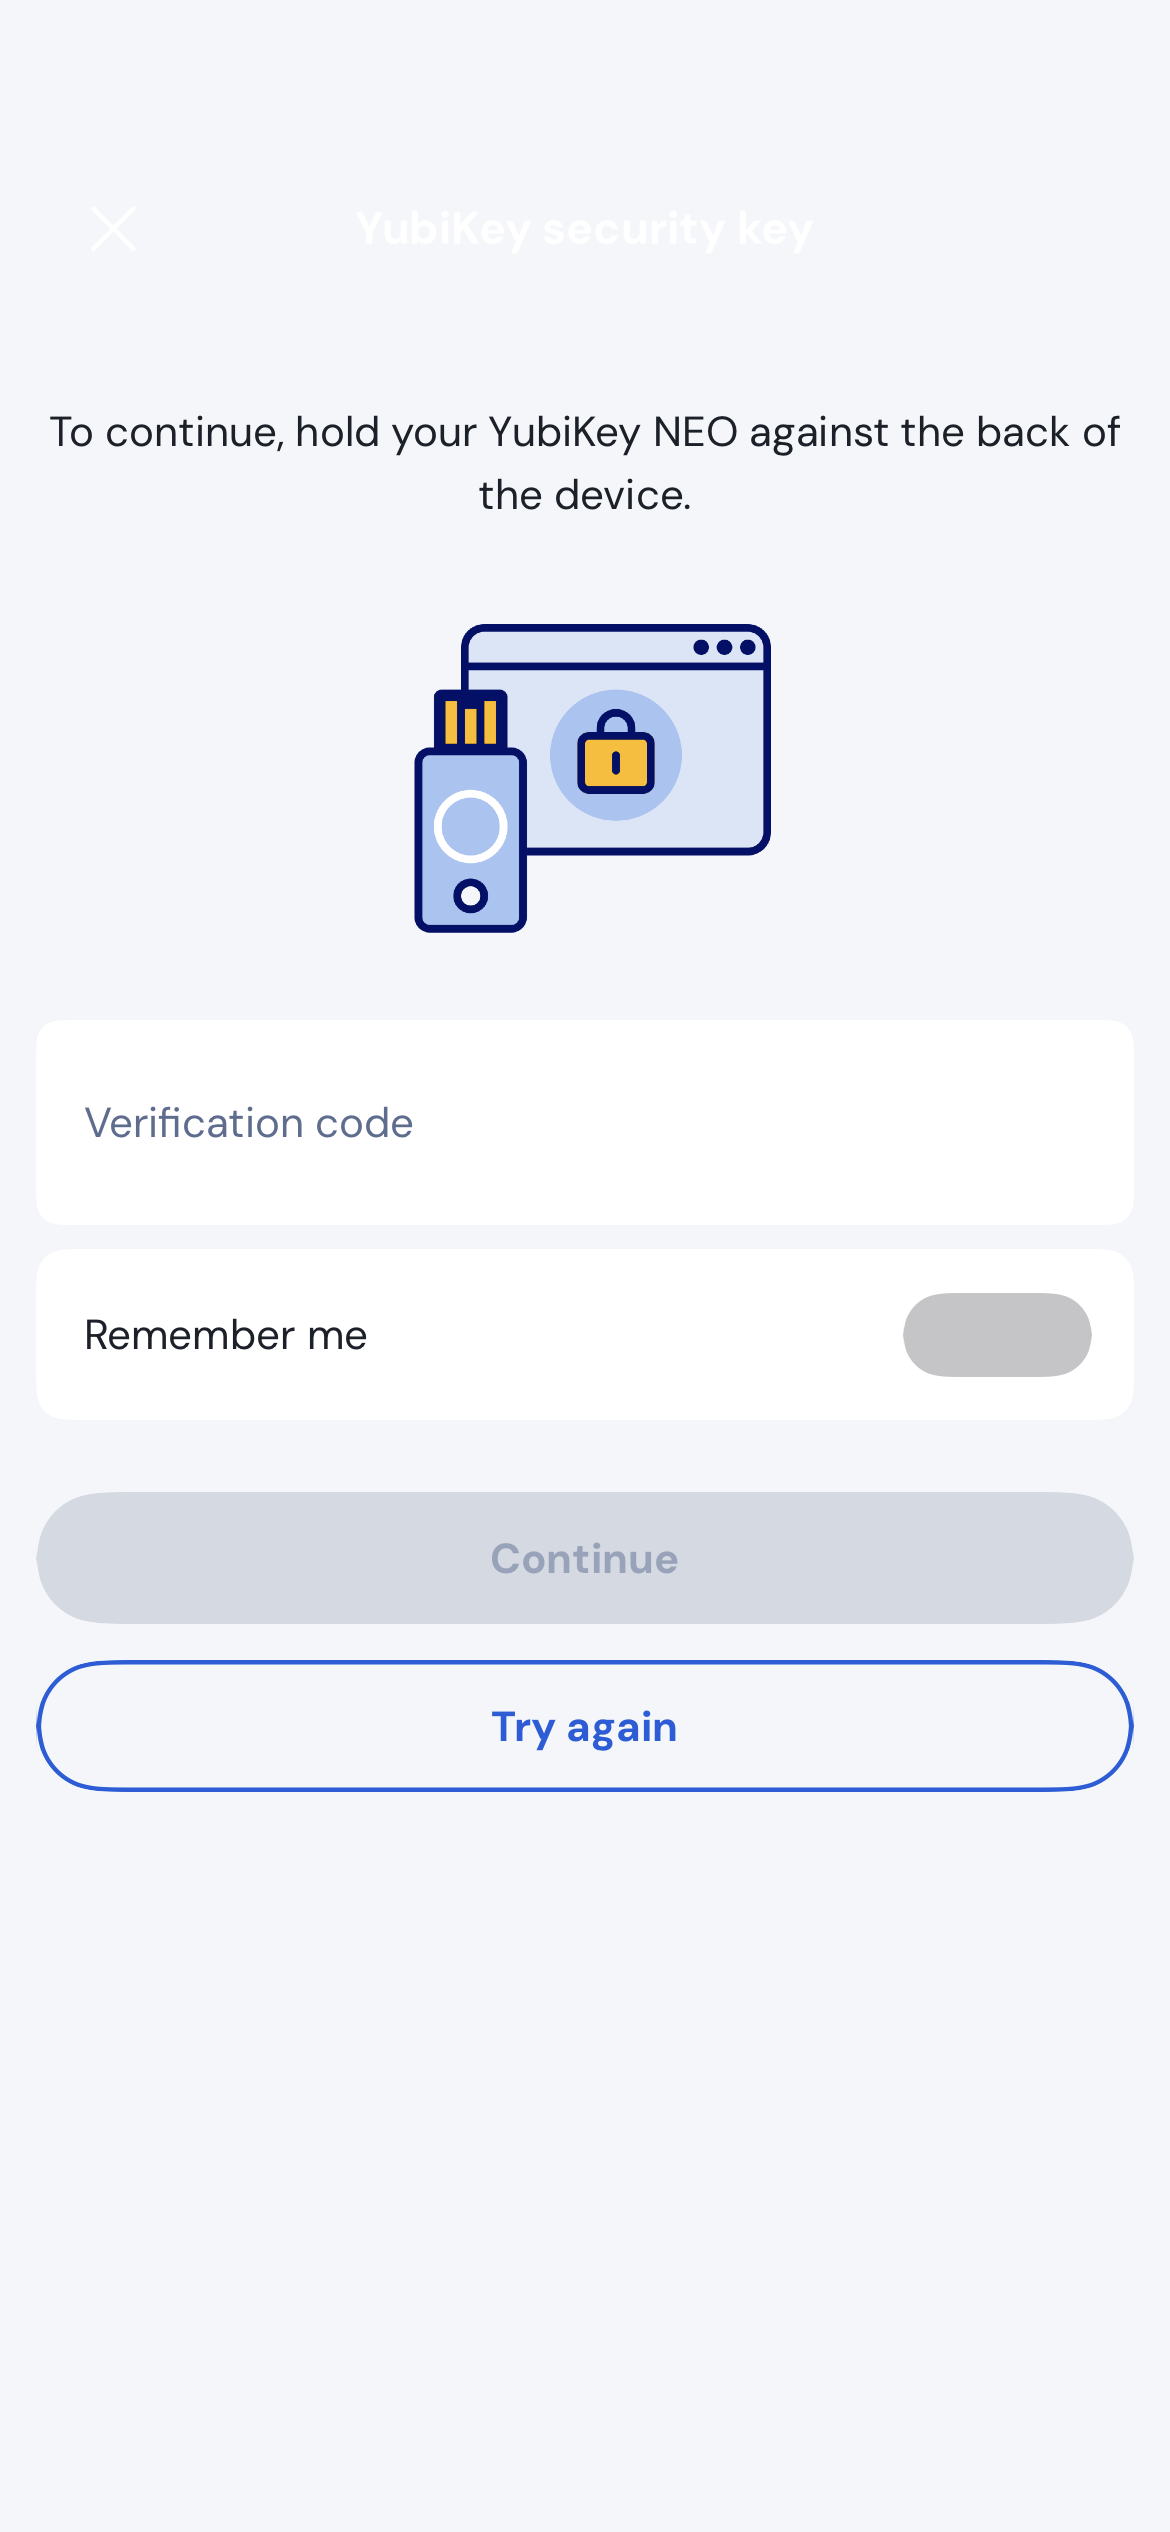 YubiKey security key
To continue, hold your YubiKey NEO against the back of
the device.
Verification code
Remember me
Continue
Try again